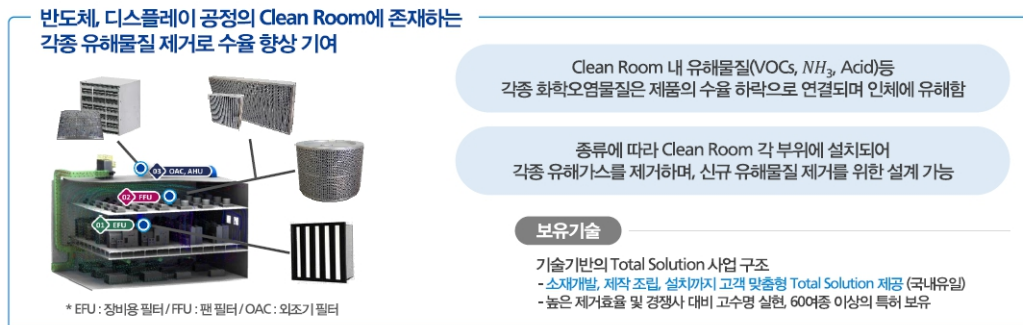 반도체, 디스플레이 공정의 Clean Room에 존재하는
각종 유해물질 제거로 수율 향상 기여
03 OAC, AHU
02 FFU
01 EFU
* EFU : 장비용 필터 / FFU : 팬 필터 / OAC : 외조기 필터
Clean Room 내 유해물질(VOCs, NH₃, Acid)등
각종 화학오염물질은 제품의 수율 하락으로 연결되며 인체에 유해함
종류에 따라 Clean Room 각 부위에 설치되어
각종 유해가스를 제거하며, 신규 유해물질 제거를 위한 설계 가능
보유기술
기술기반의 Total Solution 사업 구조
- 소재개발, 제작 조립, 설치까지 고객 맞춤형 Total Solution 제공 (국내유일)
- 높은 제거효율 및 경쟁사 대비 고수명 실현, 60여종 이상의 특허 보유